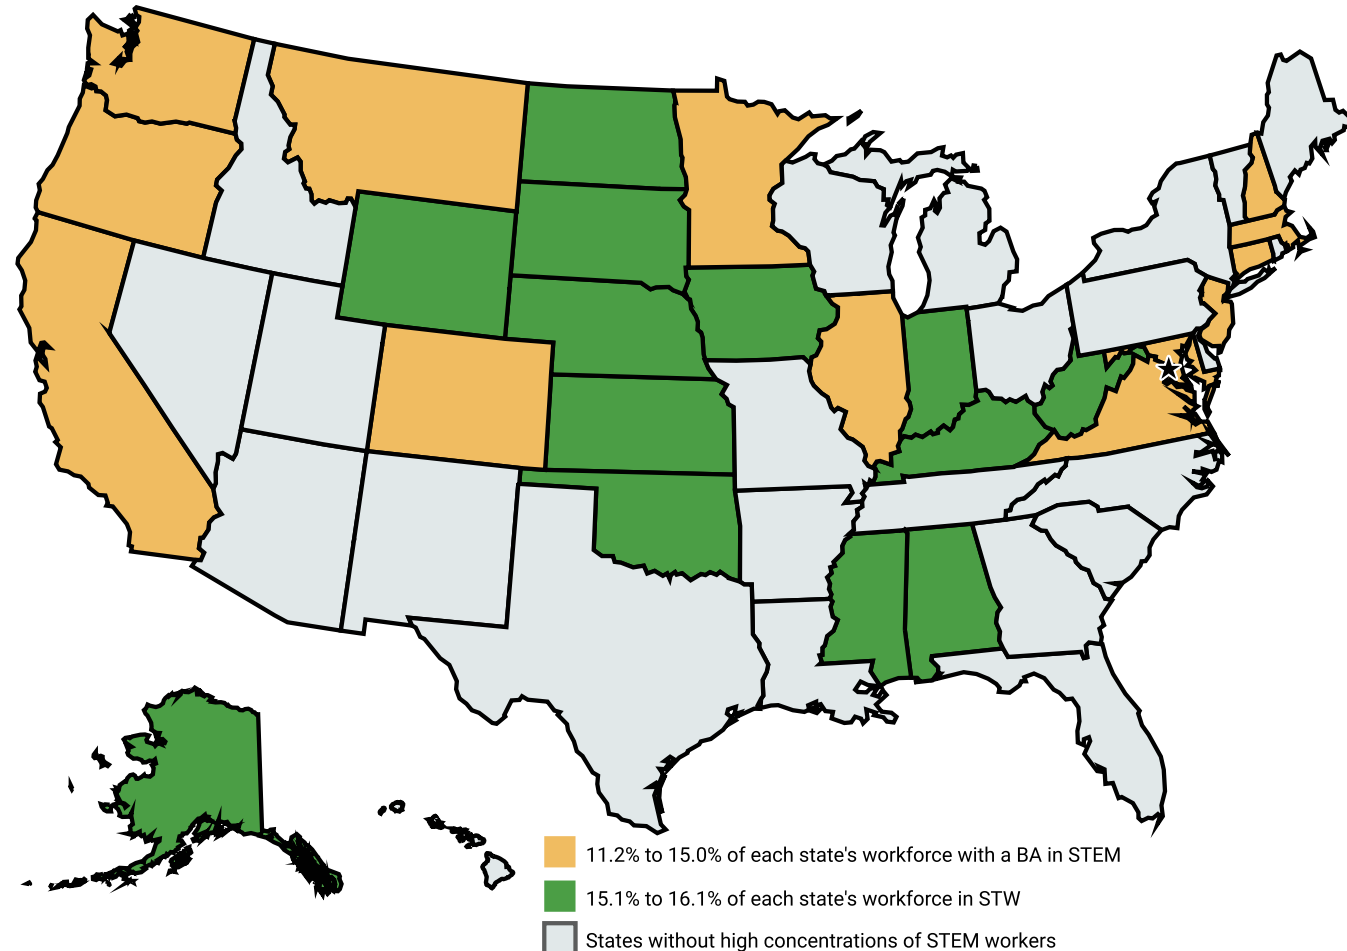 11.2% to 15.0% of each state's workforce with a BA in STEM
15.1% to 16.1% of each state's workforce in STW
States without high concentrations of STEM workers